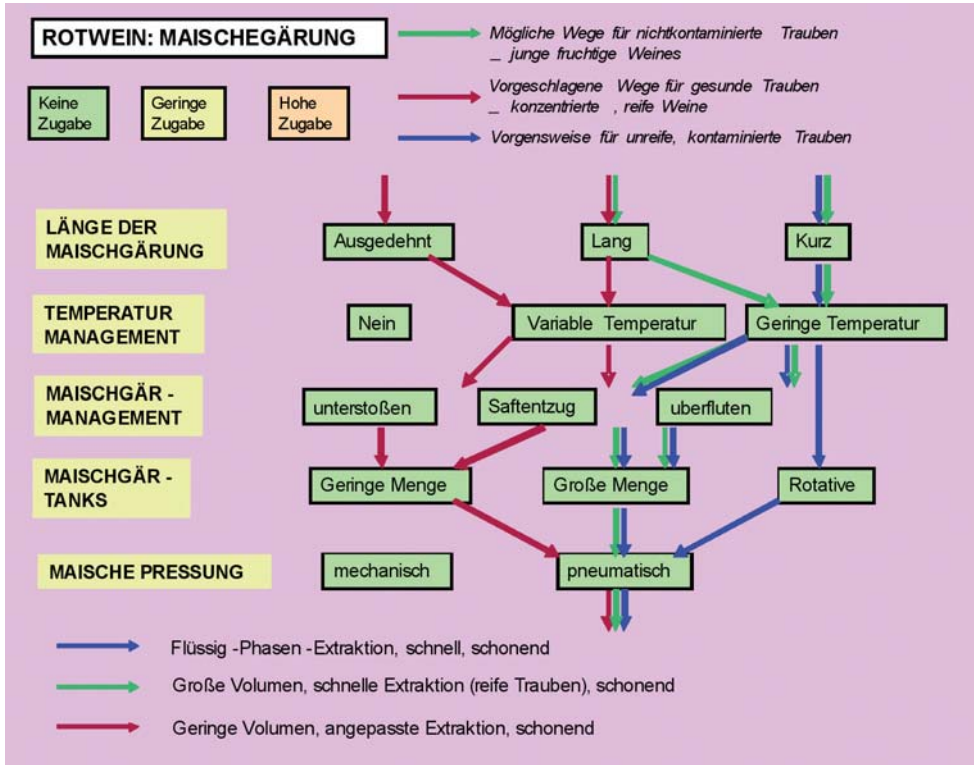 ROTWEIN: MAISCHEGÄRUNG
Mögliche Wege für nichtkontaminierte Trauben
_ junge fruchtige Weines
Keine
Zugabe
Geringe
Zugabe
Hohe
Zugabe
Vorgeschlagene Wege für gesunde Trauben
_ konzentrierte , reife Weine
Vorgensweise für unreife, kontaminierte Trauben
LÄNGE DER
MAISCHGÄRUNG
Ausgedehnt
Lang
Kurz
TEMPERATUR
MANAGEMENT
Nein
Variable Temperatur
Geringe Temperatur
MAISCHGÄR -
MANAGEMENT
unterstoßen
Saftentzug
uberfluten
MAISCHGÄR -
TANKS
Geringe Menge
Große Menge
Rotative
MAISCHE PRESSUNG
mechanisch
pneumatisch
Flüssig -Phasen -Extraktion, schnell, schonend
Große Volumen, schnelle Extraktion (reife Trauben), schonend
Geringe Volumen, angepasste Extraktion, schonend